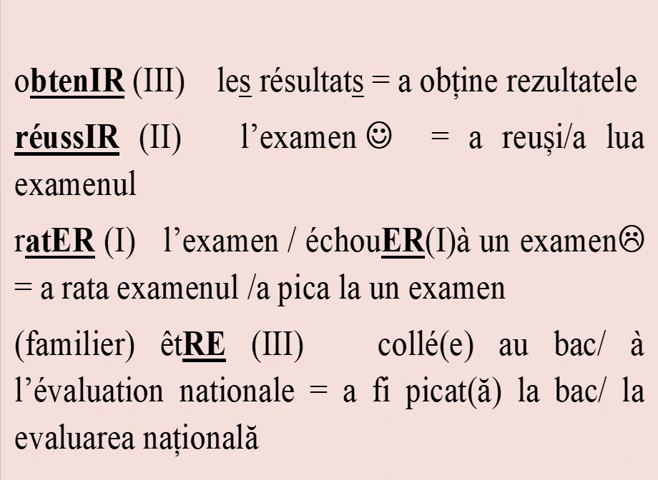 obtenIR (III) les résultats = a obține rezultatele
réussIR (II) l’examen ☺ = a reuși/a lua
examenul
ratER (I) l’examen / échouER(I)à un examen☹
= a rata examenul /a pica la un examen
(familier) êtRE (III) collé(e) au bac/ à
l’évaluation nationale = a fi picat(ă) la bac/ la
evaluarea națională